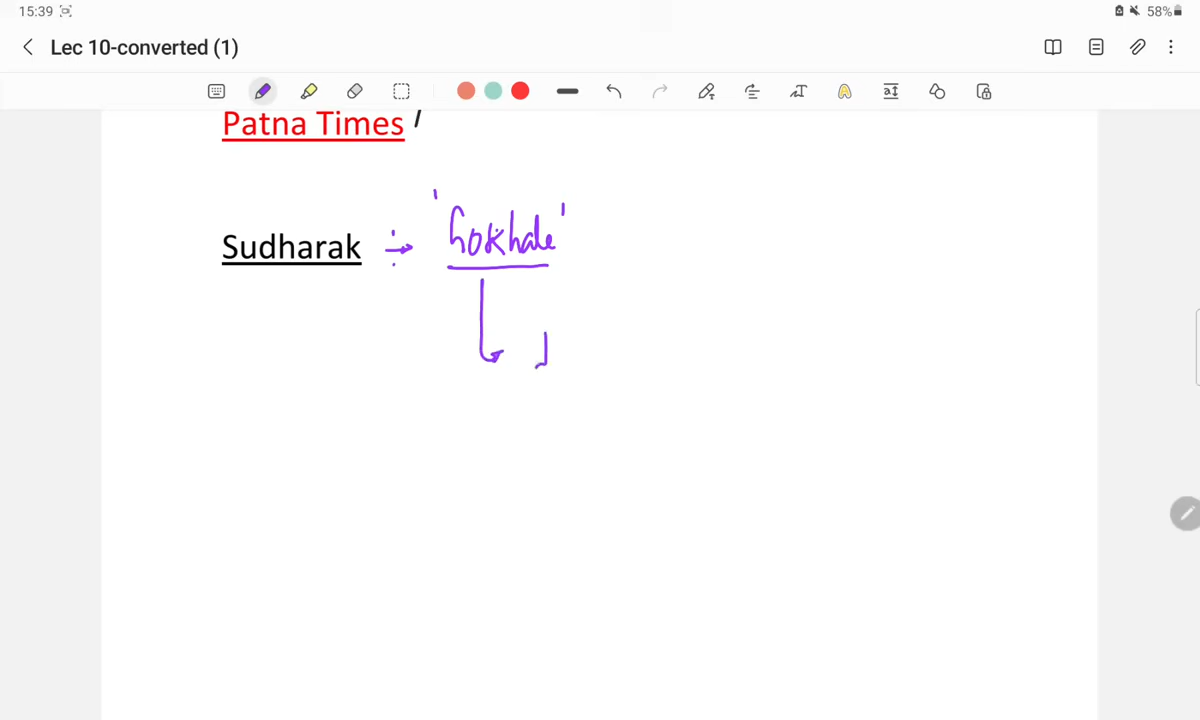 15:39 58%
Lec 10-converted (1)
Patna Times
Sudharak 'Gokhale'